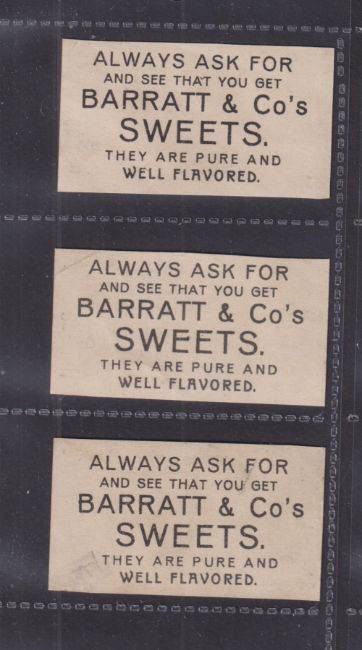 ALWAYS ASK FOR
AND SEE THAT YOU GET
BARRATT & Co's
SWEETS.
THEY ARE PURE AND
WELL FLAVORED.
ALWAYS ASK FOR
AND SEE THAT YOU GET
BARRATT & Co's
SWEETS.
THEY ARE PURE AND
WELL FLAVORED.
ALWAYS ASK FOR
AND SEE THAT YOU GET
BARRATT & Co's
SWEETS.
THEY ARE PURE AND
WELL FLAVORED.